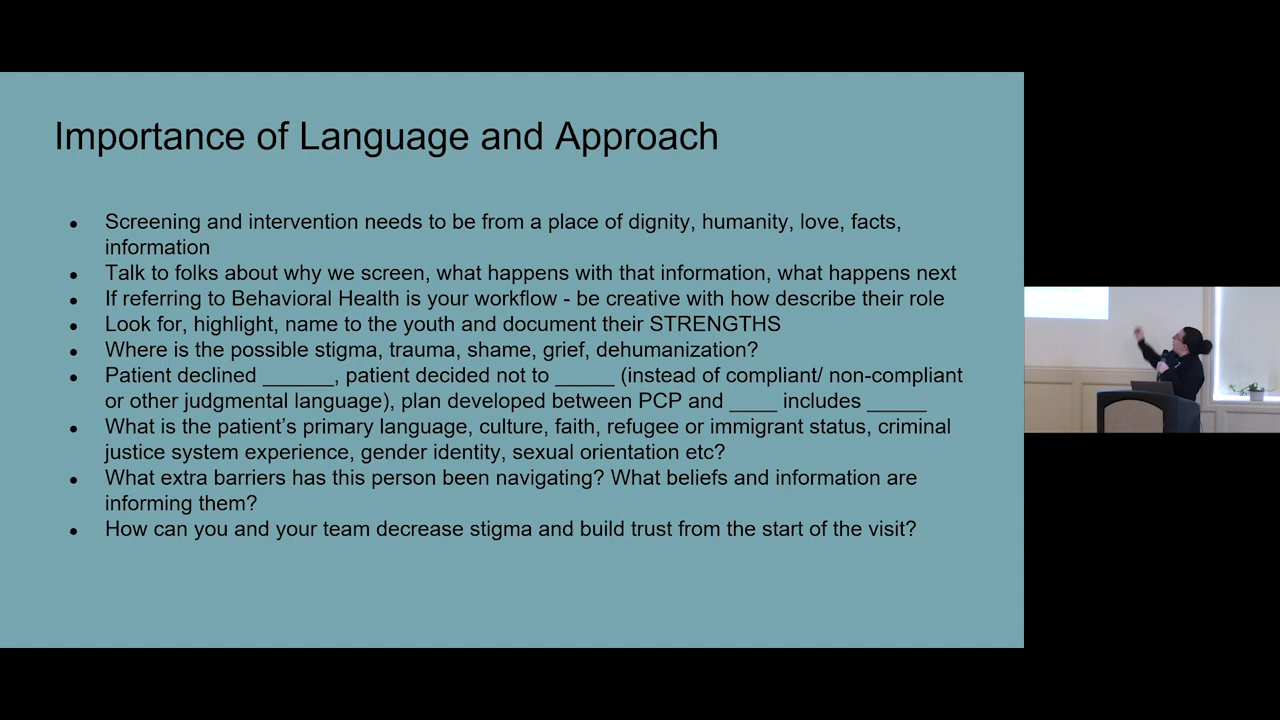 Importance of Language and Approach
● Screening and intervention needs to be from a place of dignity, humanity, love, facts,
information
● Talk to folks about why we screen, what happens with that information, what happens next
● If referring to Behavioral Health is your workflow - be creative with how describe their role
● Look for, highlight, name to the youth and document their STRENGTHS
● Where is the possible stigma, trauma, shame, grief, dehumanization?
● Patient declined ______, patient decided not to _____ (instead of compliant/ non-compliant
or other judgmental language), plan developed between PCP and ____ includes _____
● What is the patient’s primary language, culture, faith, refugee or immigrant status, criminal
justice system experience, gender identity, sexual orientation etc?
● What extra barriers has this person been navigating? What beliefs and information are
informing them?
● How can you and your team decrease stigma and build trust from the start of the visit?